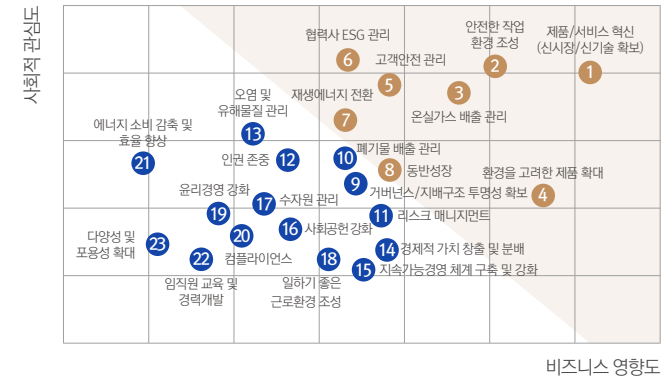 사회적 관심도
협력사 ESG 관리
6
안전한 작업
환경 조성
2
제품/서비스 혁신
(신시장/신기술 확보)
1
고객안전 관리
5
3
온실가스 배출 관리
재생에너지 전환
7
오염 및
유해물질 관리
13
에너지 소비 감축 및
효율 향상
21
인권 존중
12
10
폐기물 배출 관리
8
동반성장
환경을 고려한 제품 확대
4
9
거버넌스/지배구조 투명성 확보
윤리경영 강화
19
17
수자원 관리
11
리스크 매니지먼트
다양성 및
포용성 확대
23
20
컴플라이언스
16
사회공헌 강화
14
경제적 가치 창출 및 분배
22
임직원 교육 및
경력개발
18
일하기 좋은
근로환경 조성
15
지속가능경영 체계 구축 및 강화
비즈니스 영향도